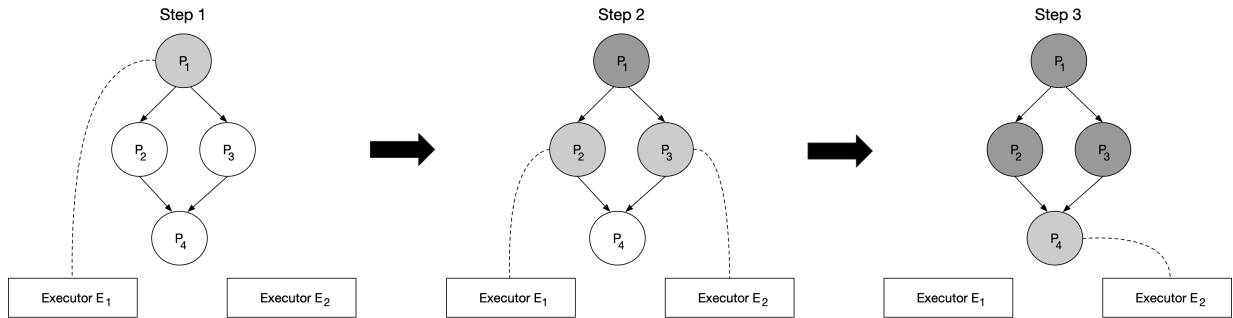 Step 1
P1
P2
P3
P4
Executor E1
Executor E2
Step 2
P1
P2
P3
P4
Executor E1
Executor E2
Step 3
P1
P2
P3
P4
Executor E1
Executor E2